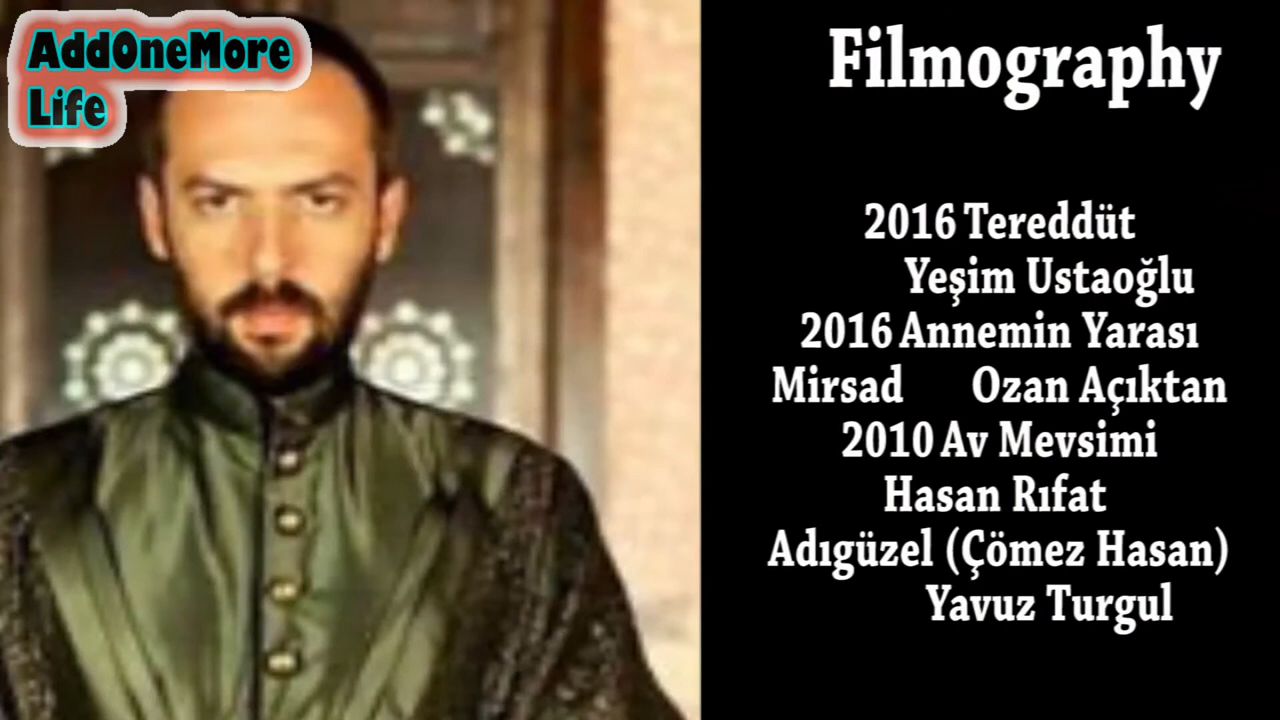 AddOneMore
Life
Filmography
2016 Tereddüt
Yeşim Ustaoğlu
2016 Annemin Yarası
Mirsad Ozan Açıktan
2010 Av Mevsimi
Hasan Rıfat
Adıgüzel (Çömez Hasan)
Yavuz Turgul